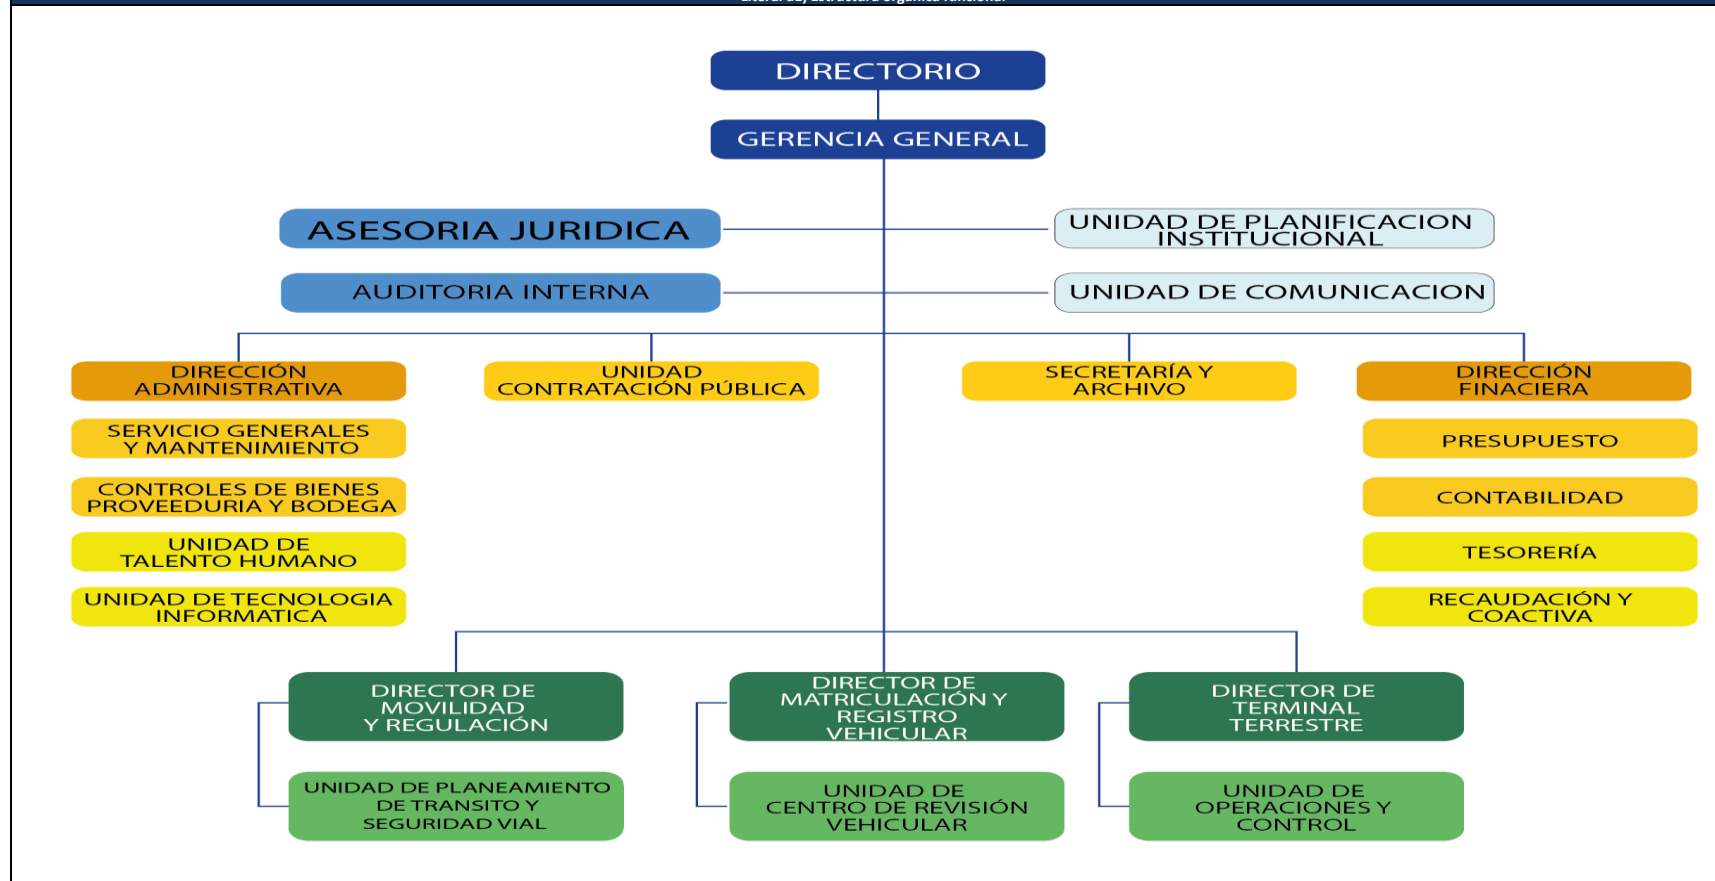 DIRECTORIO
GERENCIA GENERAL
ASESORIA JURIDICA
UNIDAD DE PLANIFICACION
INSTITUCIONAL
AUDITORIA INTERNA
UNIDAD DE COMUNICACION
DIRECCIÓN
ADMINISTRATIVA
UNIDAD
CONTRATACIÓN PÚBLICA
SECRETARÍA Y
ARCHIVO
DIRECCIÓN
FINACIERA
SERVICIO GENERALES
Y MANTENIMIENTO
PRESUPUESTO
CONTROLES DE BIENES
PROVEEDURIA Y BODEGA
CONTABILIDAD
UNIDAD DE
TALENTO HUMANO
TESORERÍA
UNIDAD DE TECNOLOGIA
INFORMATICA
RECAUDACIÓN Y
COACTIVA
DIRECTOR DE
MOVILIDAD
Y REGULACIÓN
DIRECTOR DE
MATRICULACIÓN Y
REGISTRO
VEHICULAR
DIRECTOR DE
TERMINAL
TERRESTRE
UNIDAD DE PLANEAMIENTO
DE TRANSITO Y
SEGURIDAD VIAL
UNIDAD DE
CENTRO DE REVISIÓN
VEHICULAR
UNIDAD DE
OPERACIONES Y
CONTROL